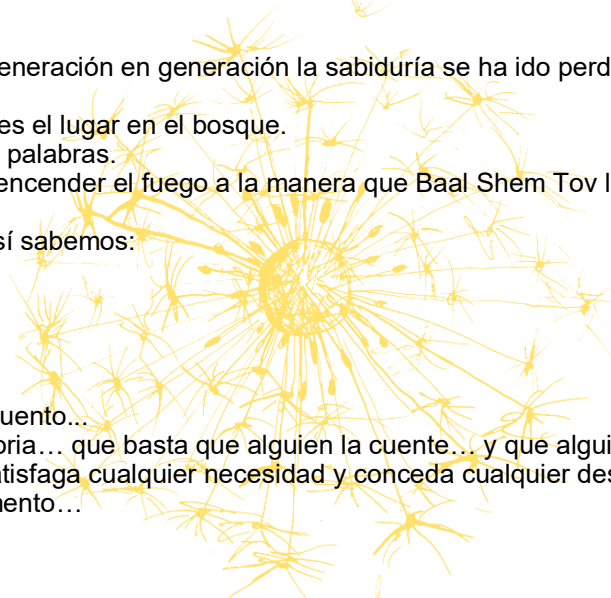 eneración en generación la sabiduría se ha ido perd
es el lugar en el bosque.
palabras.
encender el fuego a la manera que Baal Shem Tov l
sí sabemos:
uento...
oria… que basta que alguien la cuente… y que algui
tisfaga cualquier necesidad y conceda cualquier des
nento…